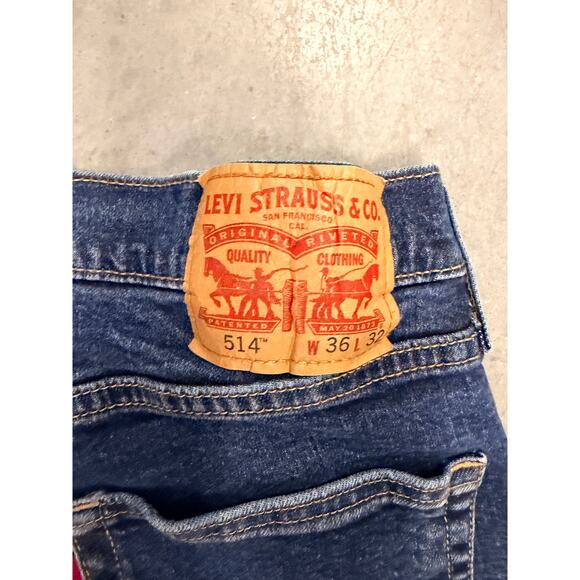 LEVI STRAUSS & CO.
SAN FRANCISCO
CAL.
ORIGINAL RIVETED
QUALITY CLOTHING
PATENTED MAY 20 1873
514™ W 36 L 32